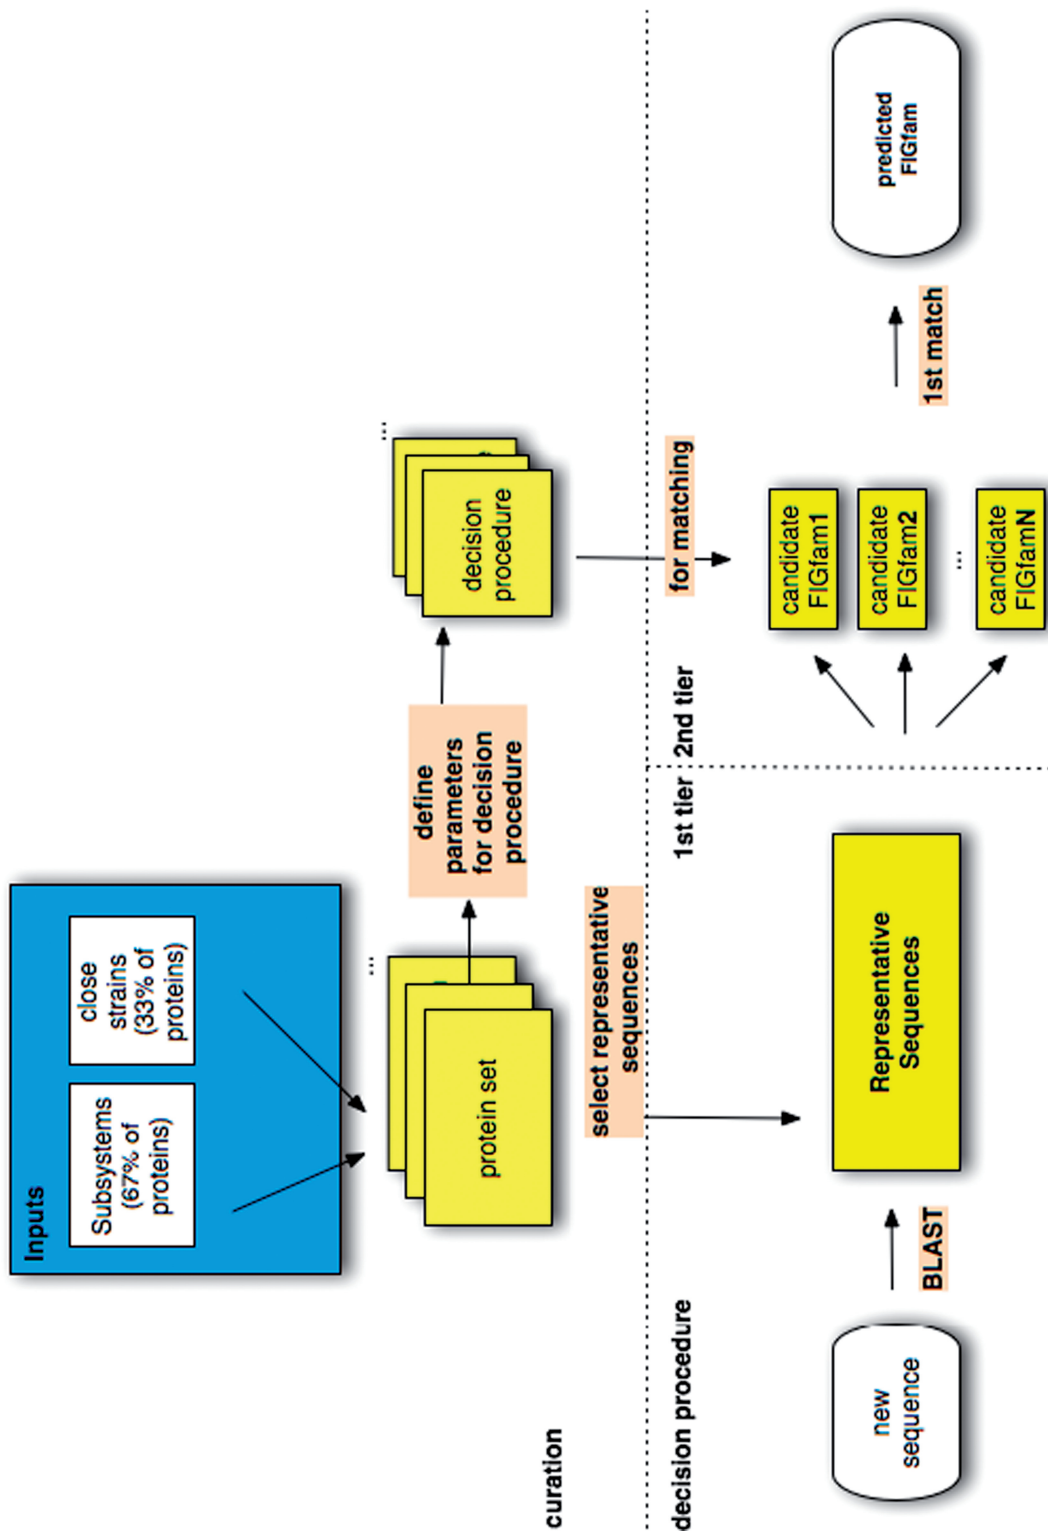 Inputs
Subsystems
(67% of
proteins)
close
strains
(33% of
proteins)
...
protein set
define
parameters
for decision
procedure
...
decision
procedure
curation
select representative
sequences
decision procedure
1st tier
2nd tier
for matching
new
sequence
BLAST
Representative
Sequences
candidate
FIGfam1
candidate
FIGfam2
...
candidate
FIGfamN
1st match
predicted
FIGfam